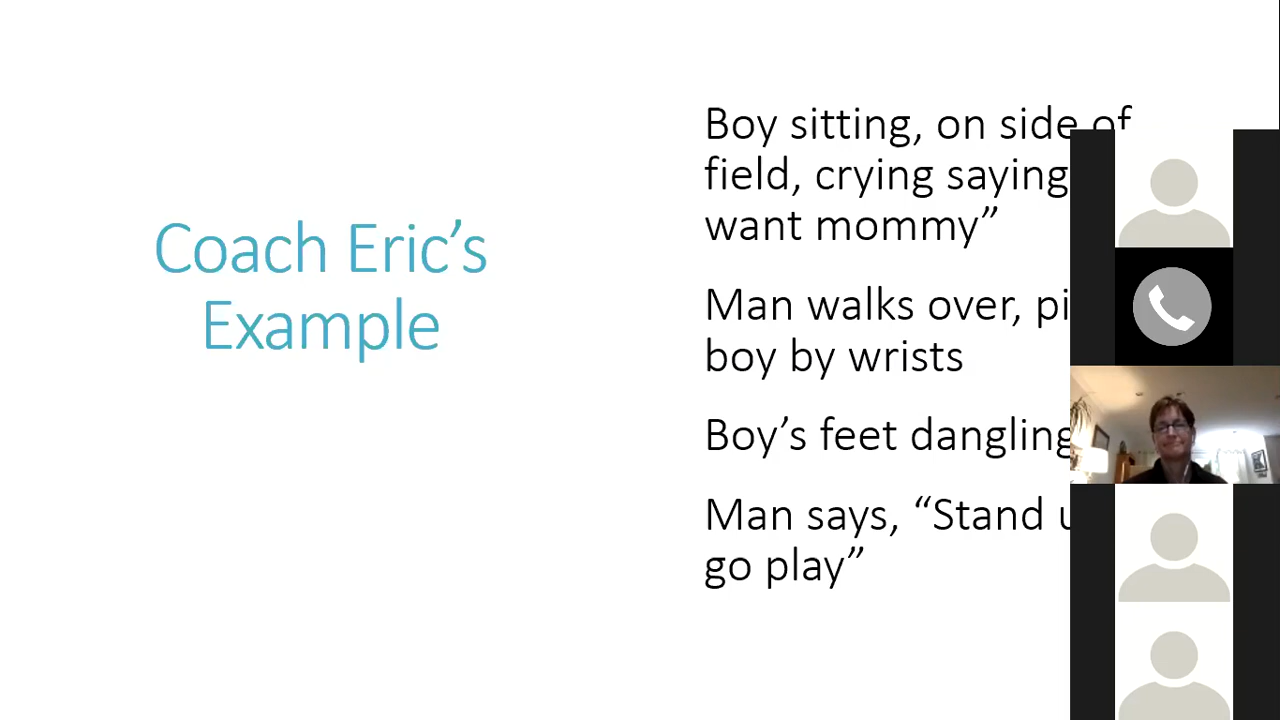 Coach Eric’s
Example
Boy sitting, on side of
field, crying saying
want mommy”
Man walks over,
boy by wrists
Boy’s feet dangling
Man says, “Stand
go play”